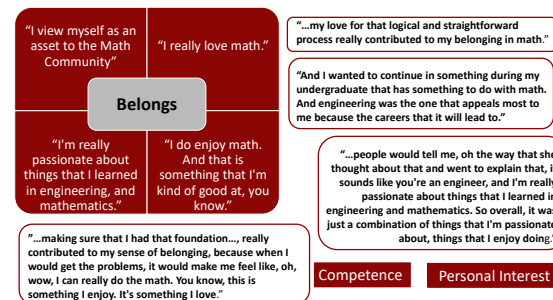 "I view myself as an
asset to the Math
Community"
"I really love math."
Belongs
"I'm really
passionate about
things that I learned
in engineering, and
mathematics."
"I do enjoy math.
And that is
something that I'm
kind of good at, you
know."
"…my love for that logical and straightforward
process really contributed to my belonging in math."
"And I wanted to continue in something during my
undergraduate that has something to do with math.
And engineering was the one that appeals most to
me because the careers that it will lead to."
"…people would tell me, oh the way that she
thought about that and went to explain that, it
sounds like you're an engineer, and I'm really
passionate about things that I learned in
engineering and mathematics. So overall, it was
just a combination of things that I'm passionate
about, things that I enjoy doing."
"…making sure that I had that foundation…, really
contributed to my sense of belonging, because when I
would get the problems, it would make me feel like, oh,
wow, I can really do the math. You know, this is
something I enjoy. It's something I love."
Competence
Personal Interest